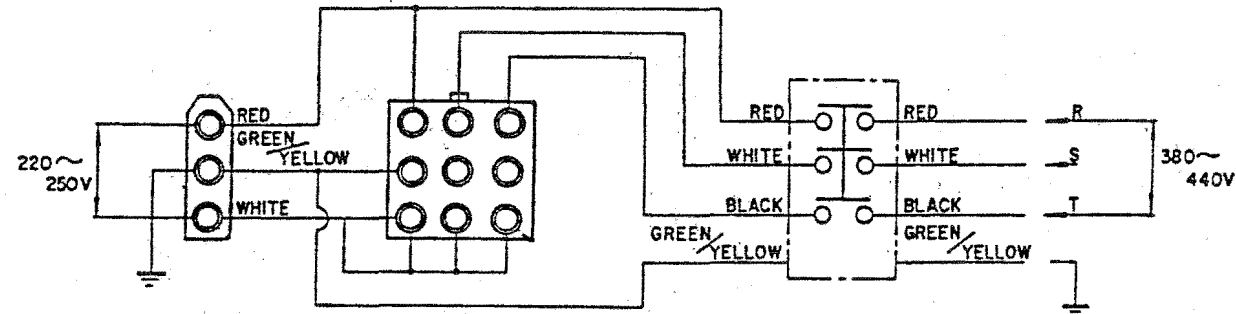 RED
GREEN/YELLOW
WHITE
220~250V
RED
WHITE
BLACK
GREEN/YELLOW
RED
WHITE
BLACK
GREEN/YELLOW
R
S
T
380~440V